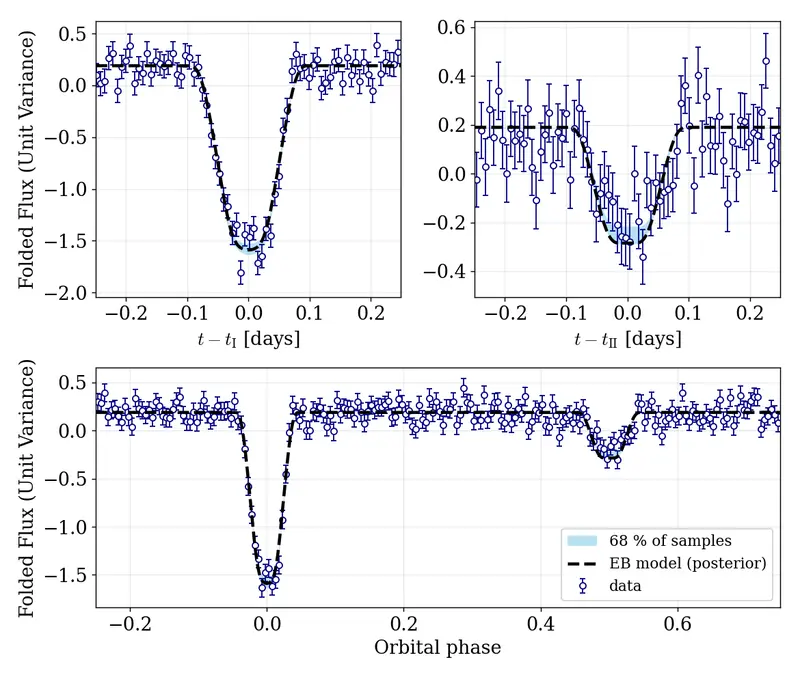 Folded Flux (Unit Variance)
0.5
0.0
−0.5
−1.0
−1.5
−2.0
−0.2 −0.1 0.0 0.1 0.2
t − tI [days]
0.6
0.4
0.2
0.0
−0.2
−0.4
−0.2 −0.1 0.0 0.1 0.2
t − tII [days]
Folded Flux (Unit Variance)
0.5
0.0
−0.5
−1.0
−1.5
68 % of samples
EB model (posterior)
data
−0.2 0.0 0.2 0.4 0.6
Orbital phase